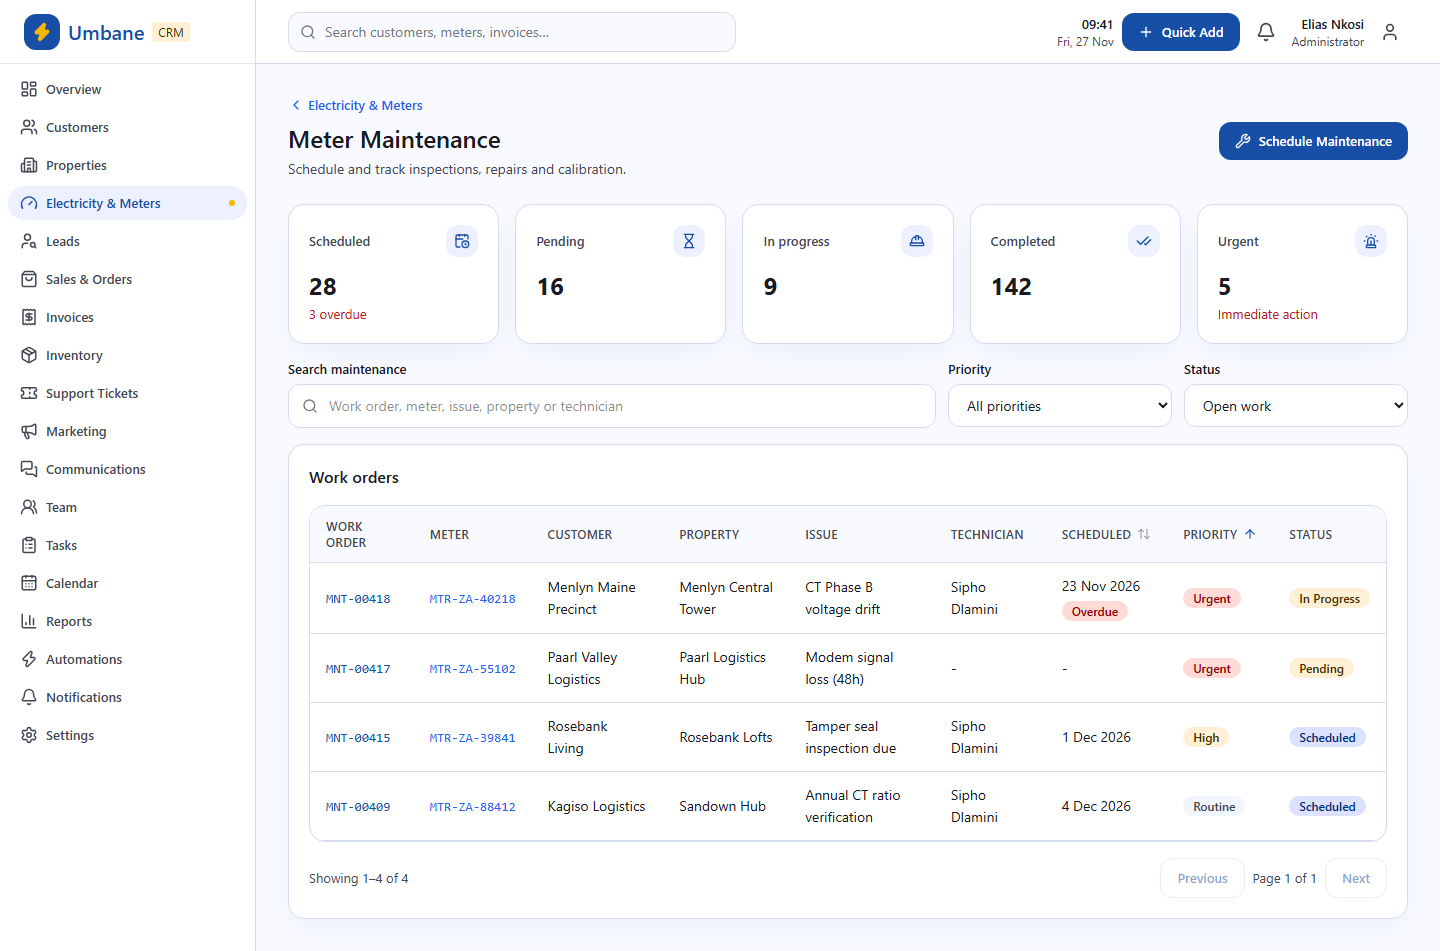 Umbane CRM
Search customers, meters, invoices...
09:41
Fri, 27 Nov
Quick Add
Elias Nkosi
Administrator
Overview
Customers
Properties
Electricity & Meters
Leads
Sales & Orders
Invoices
Inventory
Support Tickets
Marketing
Communications
Team
Tasks
Calendar
Reports
Automations
Notifications
Settings
Electricity & Meters
Meter Maintenance
Schedule and track inspections, repairs and calibration.
Schedule Maintenance
Scheduled
28
3 overdue
Pending
16
In progress
9
Completed
142
Urgent
5
Immediate action
Search maintenance
Work order, meter, issue, property or technician
Priority
All priorities
Status
Open work
Work orders
WORK ORDER METER CUSTOMER PROPERTY ISSUE TECHNICIAN SCHEDULED PRIORITY STATUS
MNT-00418 MTR-ZA-40218 Menlyn Maine Precinct Menlyn Central Tower CT Phase B voltage drift Sipho Dlamini 23 Nov 2026 Overdue Urgent In Progress
MNT-00417 MTR-ZA-55102 Paarl Valley Logistics Paarl Logistics Hub Modem signal loss (48h) - - Urgent Pending
MNT-00415 MTR-ZA-39841 Rosebank Living Rosebank Lofts Tamper seal inspection due Sipho Dlamini 1 Dec 2026 High Scheduled
MNT-00409 MTR-ZA-88412 Kagiso Logistics Sandown Hub Annual CT ratio verification Sipho Dlamini 4 Dec 2026 Routine Scheduled
Showing 1–4 of 4
Previous Page 1 of 1 Next